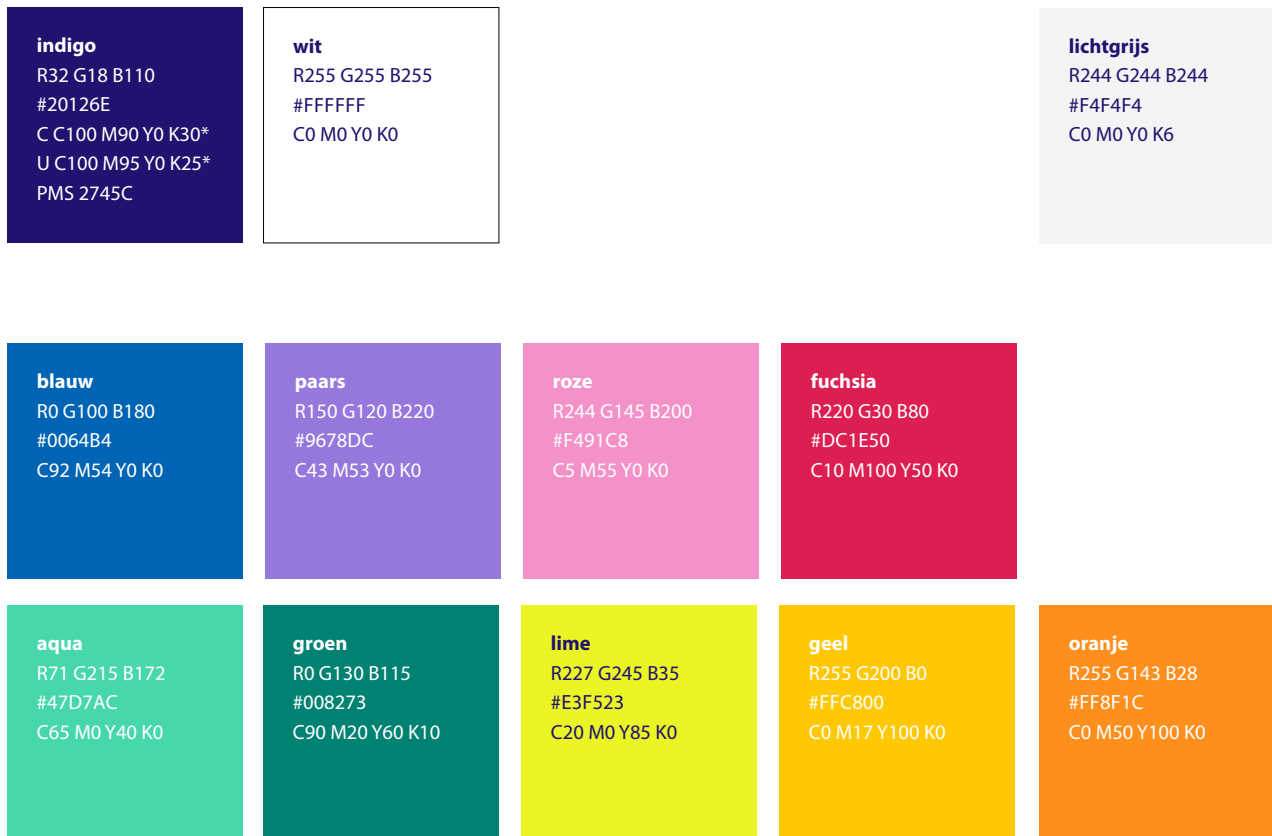 indigo
R32 G18 B110
#20126E
C C100 M90 Y0 K30*
U C100 M95 Y0 K25*
PMS 2745C
wit
R255 G255 B255
#FFFFFF
C0 M0 Y0 K0
lichtgrijs
R244 G244 B244
#F4F4F4
C0 M0 Y0 K6
blauw
R0 G100 B180
#0064B4
C92 M54 Y0 K0
paars
R150 G120 B220
#9678DC
C43 M53 Y0 K0
roze
R244 G145 B200
#F491C8
C5 M55 Y0 K0
fuchsia
R220 G30 B80
#DC1E50
C10 M100 Y50 K0
aqua
R71 G215 B172
#47D7AC
C65 M0 Y40 K0
groen
R0 G130 B115
#008273
C90 M20 Y60 K10
lime
R227 G245 B35
#E3F523
C20 M0 Y85 K0
geel
R255 G200 B0
#FFC800
C0 M17 Y100 K0
oranje
R255 G143 B28
#FF8F1C
C0 M50 Y100 K0